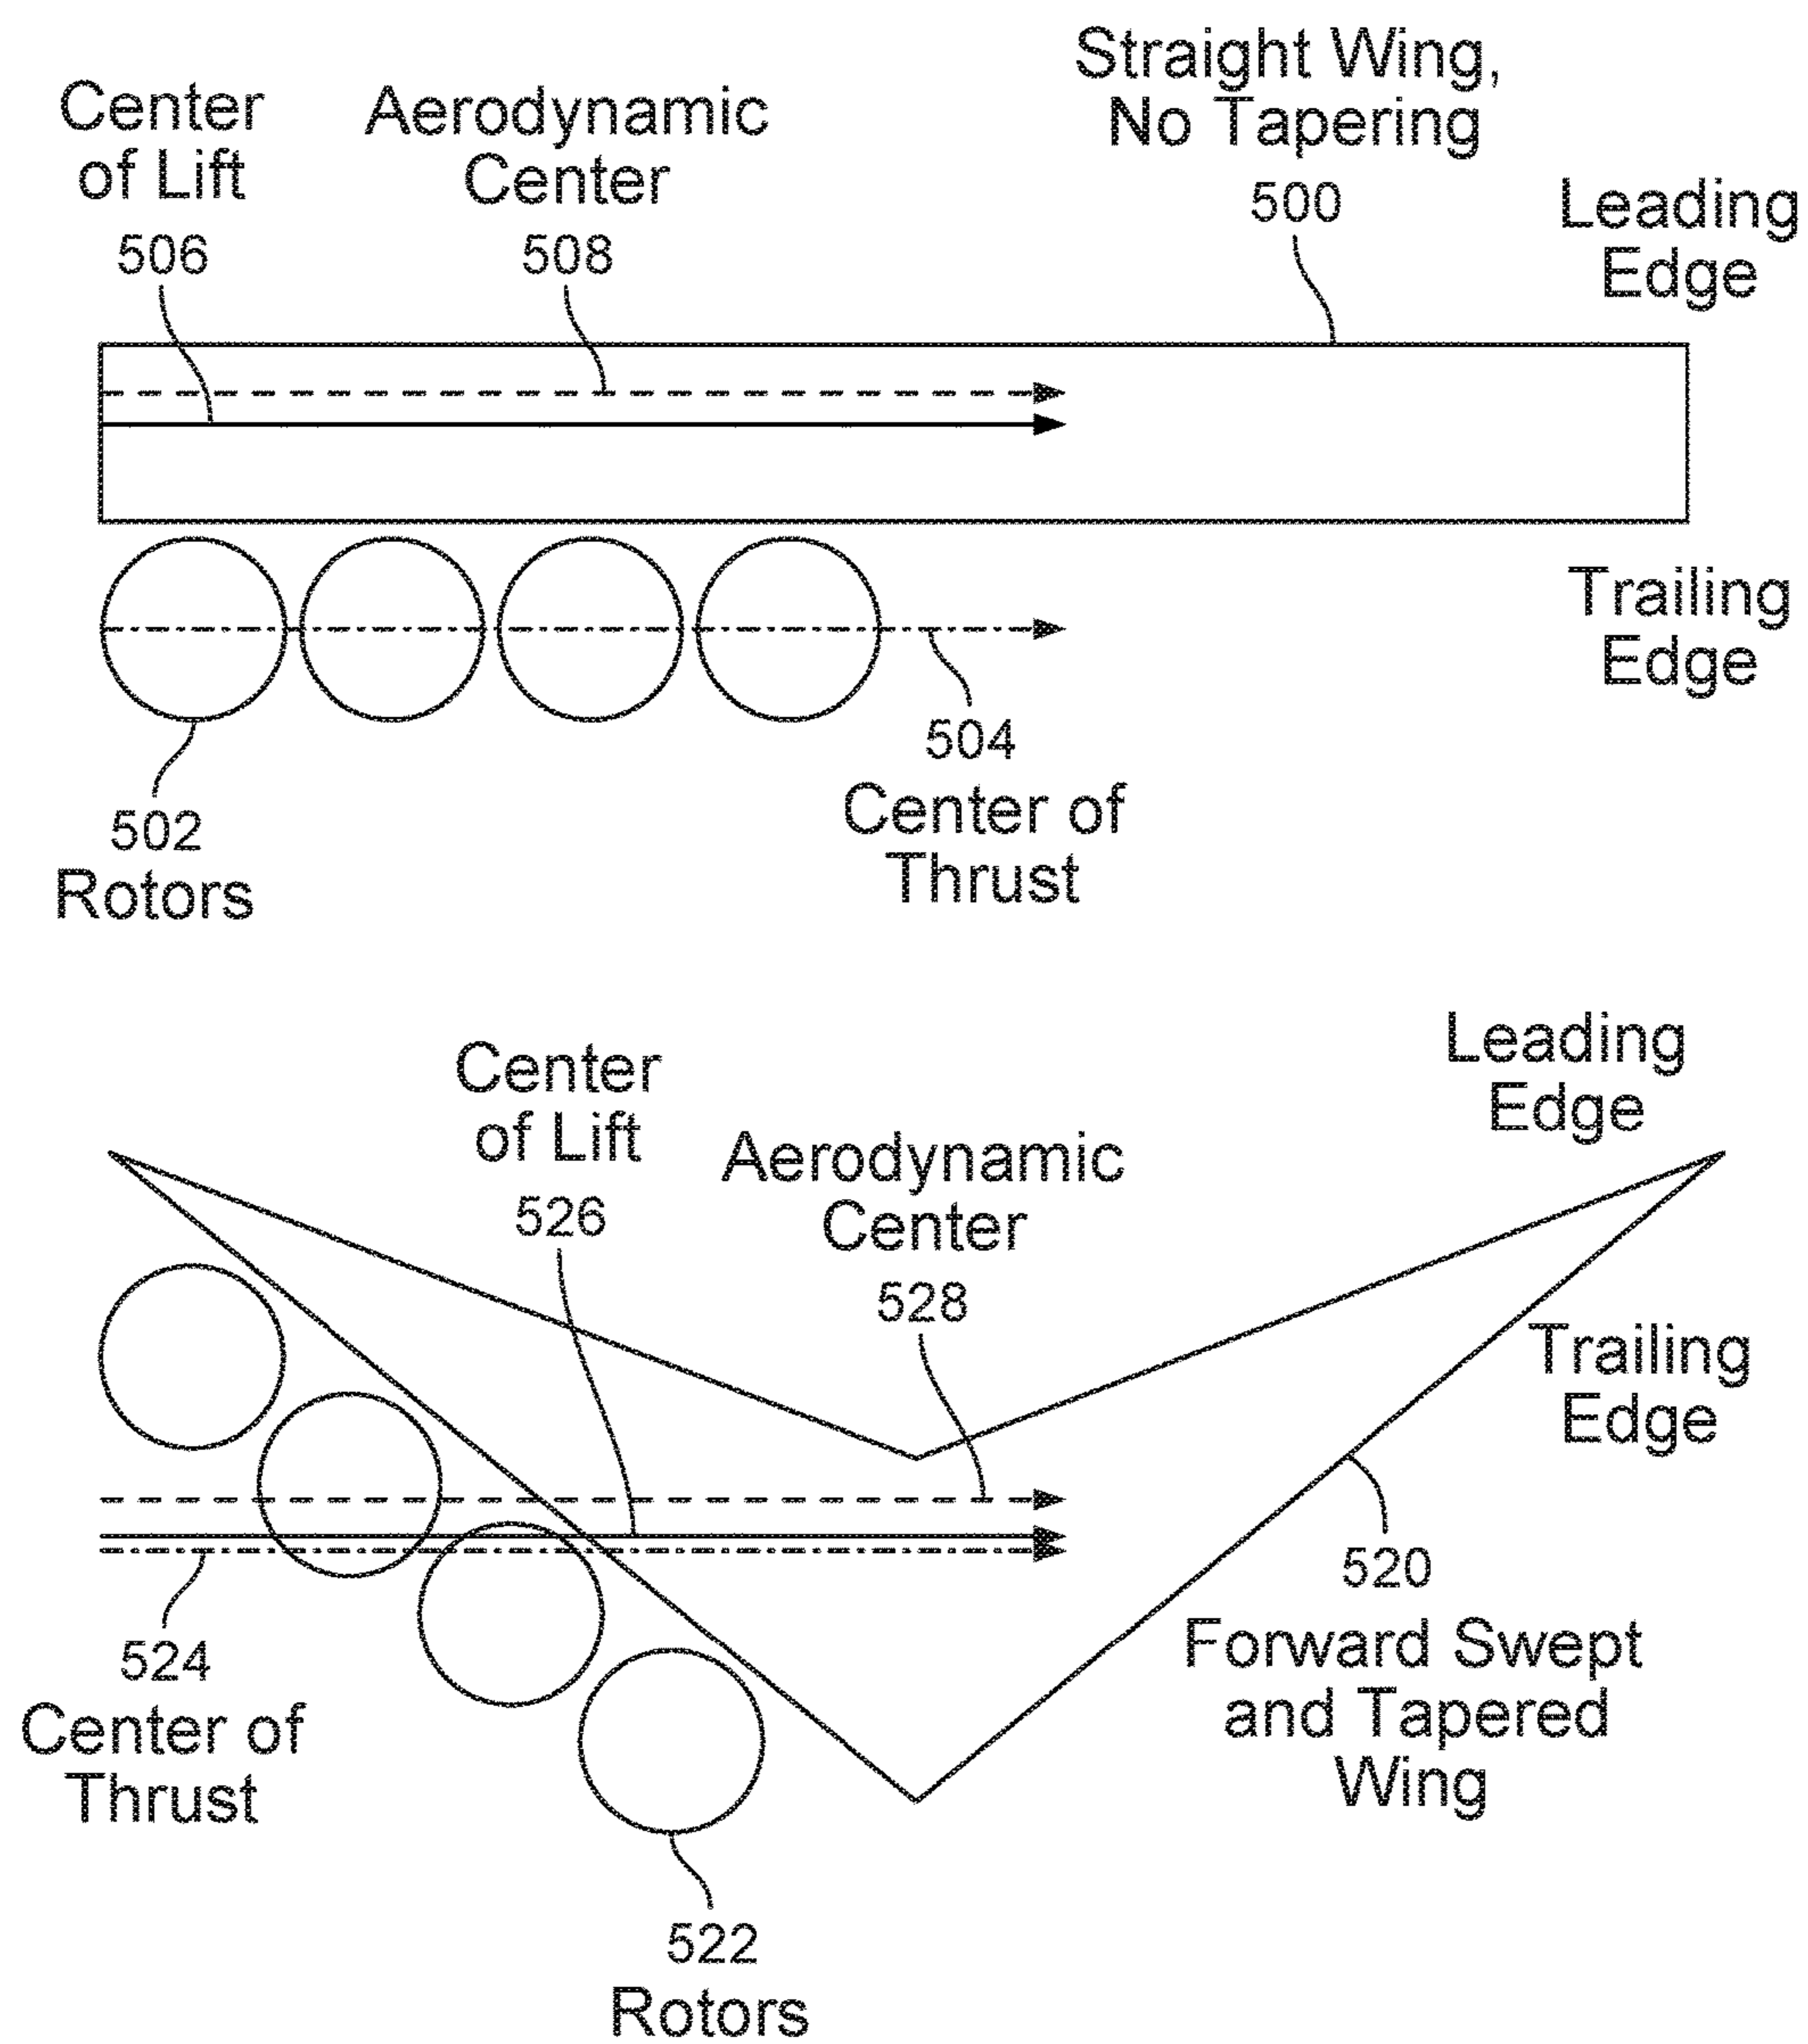 Straight Wing,
No Tapering
500
Center
of Lift
506
Aerodynamic
Center
508
Leading
Edge
Trailing
Edge
502
Rotors
504
Center of
Thrust
Leading
Edge
Center
of Lift
526
Aerodynamic
Center
528
Trailing
Edge
520
Forward Swept
and Tapered
Wing
524
Center of
Thrust
522
Rotors